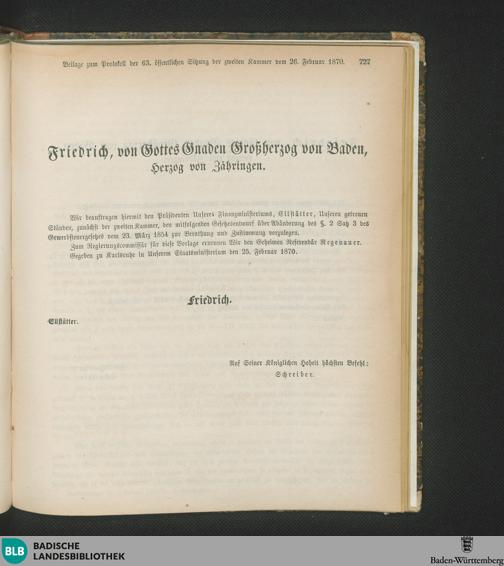 Beilage zum Protokoll der 63. öffentlichen Sitzung der zweiten Kammer vom 26. Februar 1870. 727
Friedrich, von Gottes Gnaden Großherzog von Baden,
Herzog von Zähringen.
Wir beauftragen hiermit den Präsidenten Unseres Finanzministeriums, Ellstätter, Unseren getreuen
Ständen, zunächst der zweiten Kammer, den mitfolgenden Gesetzesentwurf über Abänderung des §. 2 Satz 3 des
Gewerbsteuergesetzes vom 23. März 1854 zur Berathung und Zustimmung vorzulegen.
Zum Regierungscommissär für diese Vorlage ernennen Wir den Geheimen Referendär Regenauer.
Gegeben zu Karlsruhe in Unserem Staatsministerium den 25. Februar 1870.
Friedrich.
Ellstätter.
Auf Seiner Königlichen Hoheit höchsten Befehl:
Schreiber.
BLB BADISCHE
LANDESBIBLIOTHEK
Baden-Württemberg